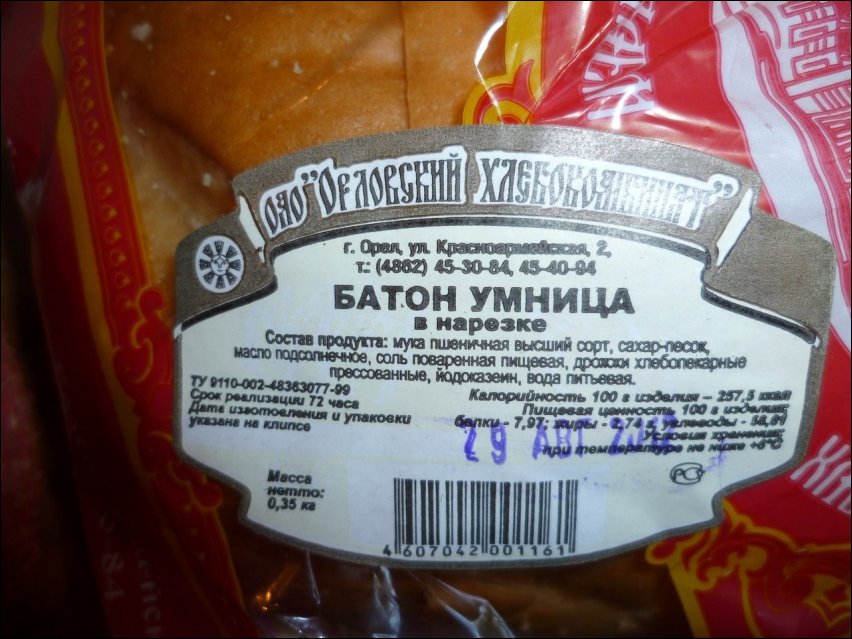 ОАО "Орловский хлебокомбинат"
г. Орел, ул. Красноармейская, 2,
т.: (4862) 45-30-84, 45-40-94
БАТОН УМНИЦА
в нарезке
Состав продукта: мука пшеничная высший сорт, сахар-песок,
масло подсолнечное, соль поваренная пищевая, дрожжи хлебопекарные
прессованные, йодоказеин, вода питьевая.
ТУ 9110-002-48363077-99
Срок реализации 72 часа
Дата изготовления и упаковки
указана на клипсе
Калорийность 100 г изделия – 257,5 ккал
Пищевая ценность 100 г изделия:
белки - 7,97; жиры - 2,74 г углеводы -
Условия хранения:
при температуре не ниже +6°С
29 АВГ
Масса
нетто:
0,35 кг
РСТ
4 607042 001161